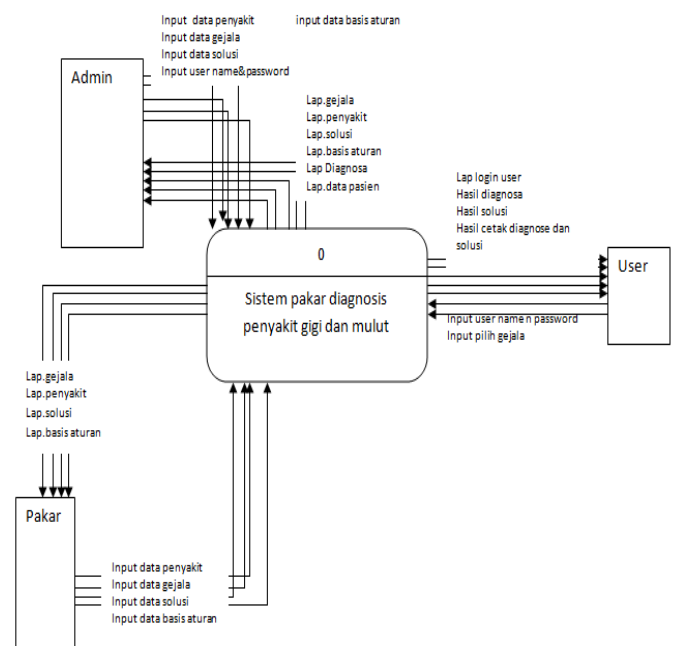 Input data penyakit input data basis aturan
Input data gejala
Input data solusi
Input user name&password
Admin
Lap.gejala
Lap.penyakit
Lap.solusi
Lap.basis aturan
Lap Diagnosa
Lap.data pasien
Lap login user
Hasil diagnosa
Hasil solusi
Hasil cetak diagnose dan
solusi
0
Sistem pakar diagnosis
penyakit gigi dan mulut
User
Input user name n password
Input pilih gejala
Lap.gejala
Lap.penyakit
Lap.solusi
Lap.basis aturan
Pakar
Input data penyakit
Input data gejala
Input data solusi
Input data basis aturan